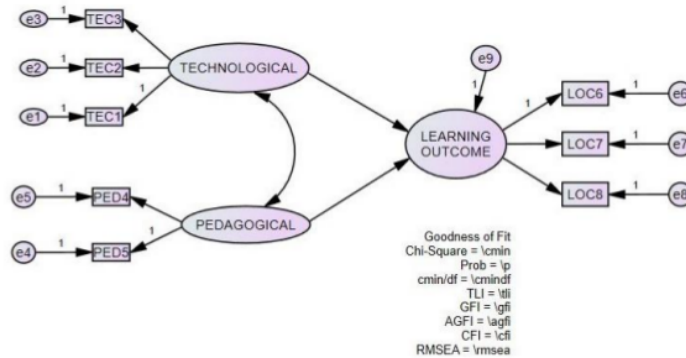 e3 1 TEC3
e2 1 TEC2
e1 1 TEC1
1
TECHNOLOGICAL
e9
1
LEARNING
OUTCOME
1 LOC6 1 e6
LOC7 1 e7
LOC8 1 e8
e5 1 PED4
e4 1 PED5
1
PEDAGOGICAL
Goodness of Fit
Chi-Square = \cmin
Prob = \p
cmin/df = \cmindf
TLI = \tli
GFI = \gfi
AGFI = \agfi
CFI = \cfi
RMSEA = \rmsea